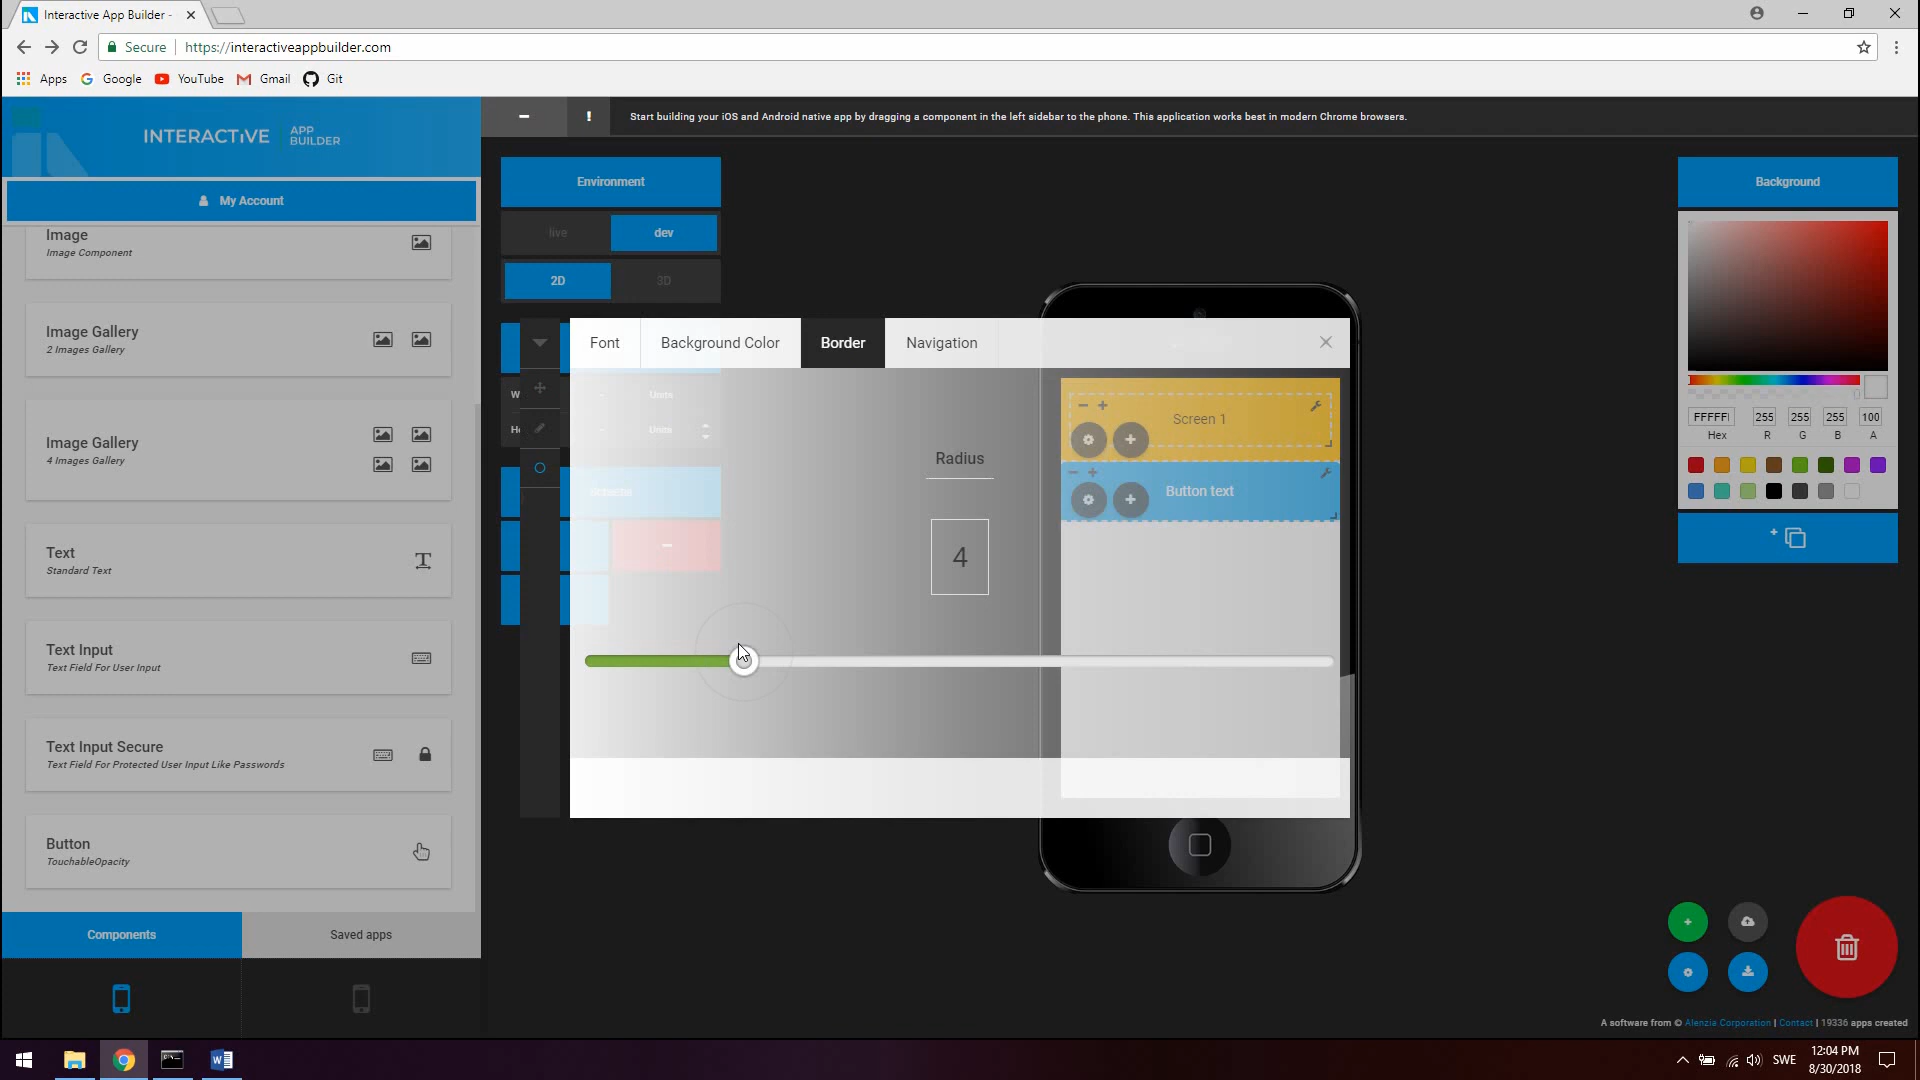 Interactive App Builder -
Secure
https://interactiveappbuilder.com
Apps
Google
YouTube
Gmail
Git
INTERACTIVE
APP
BUILDER
Start building your iOS and Android native app by dragging a component in the left sidebar to the phone. This application works best in modern Chrome browsers.
My Account
Image
Image Component
Image Gallery
2 Images Gallery
Image Gallery
4 Images Gallery
Text
Standard Text
Text Input
Text Field For User Input
Text Input Secure
Text Field For Protected User Input Like Passwords
Button
TouchableOpacity
Components
Saved apps
Environment
live
dev
2D
3D
Font
Background Color
Border
Navigation
Units
Units
Radius
4
Screen 1
Button text
Background
FFFFF
255
255
255
100
Hex
R
G
B
A
A software from © Alenzia Corporation | Contact | 19336 apps created
SWE
12:04 PM
8/30/2018